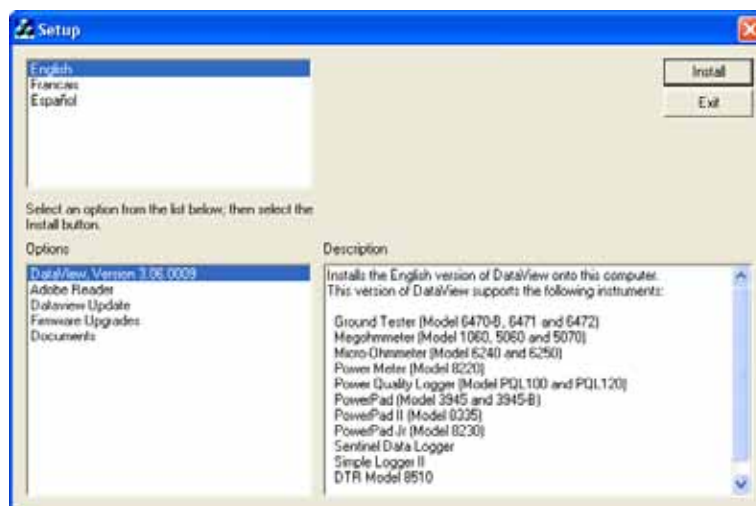 Setup
English
Francais
Español
Install
Exit
Select an option from the list below, then select the
Install button.
Options
DataView, Version 3.06.0009
Adobe Reader
Dataview Update
Firmware Upgrades
Documents
Description
Installs the English version of DataView onto this computer.
This version of DataView supports the following instruments:
Ground Tester (Model 6470-B, 6471 and 6472)
Megohmmeter (Model 1060, 5060 and 5070)
Micro-Ohmmeter (Model 6240 and 6250)
Power Meter (Model 8220)
Power Quality Logger (Model PQL100 and PQL120)
PowerPad (Model 3945 and 3945-B)
PowerPad II (Model 8335)
PowerPad Jr (Model 8230)
Sentinel Data Logger
Simple Logger II
DTR Model 8510